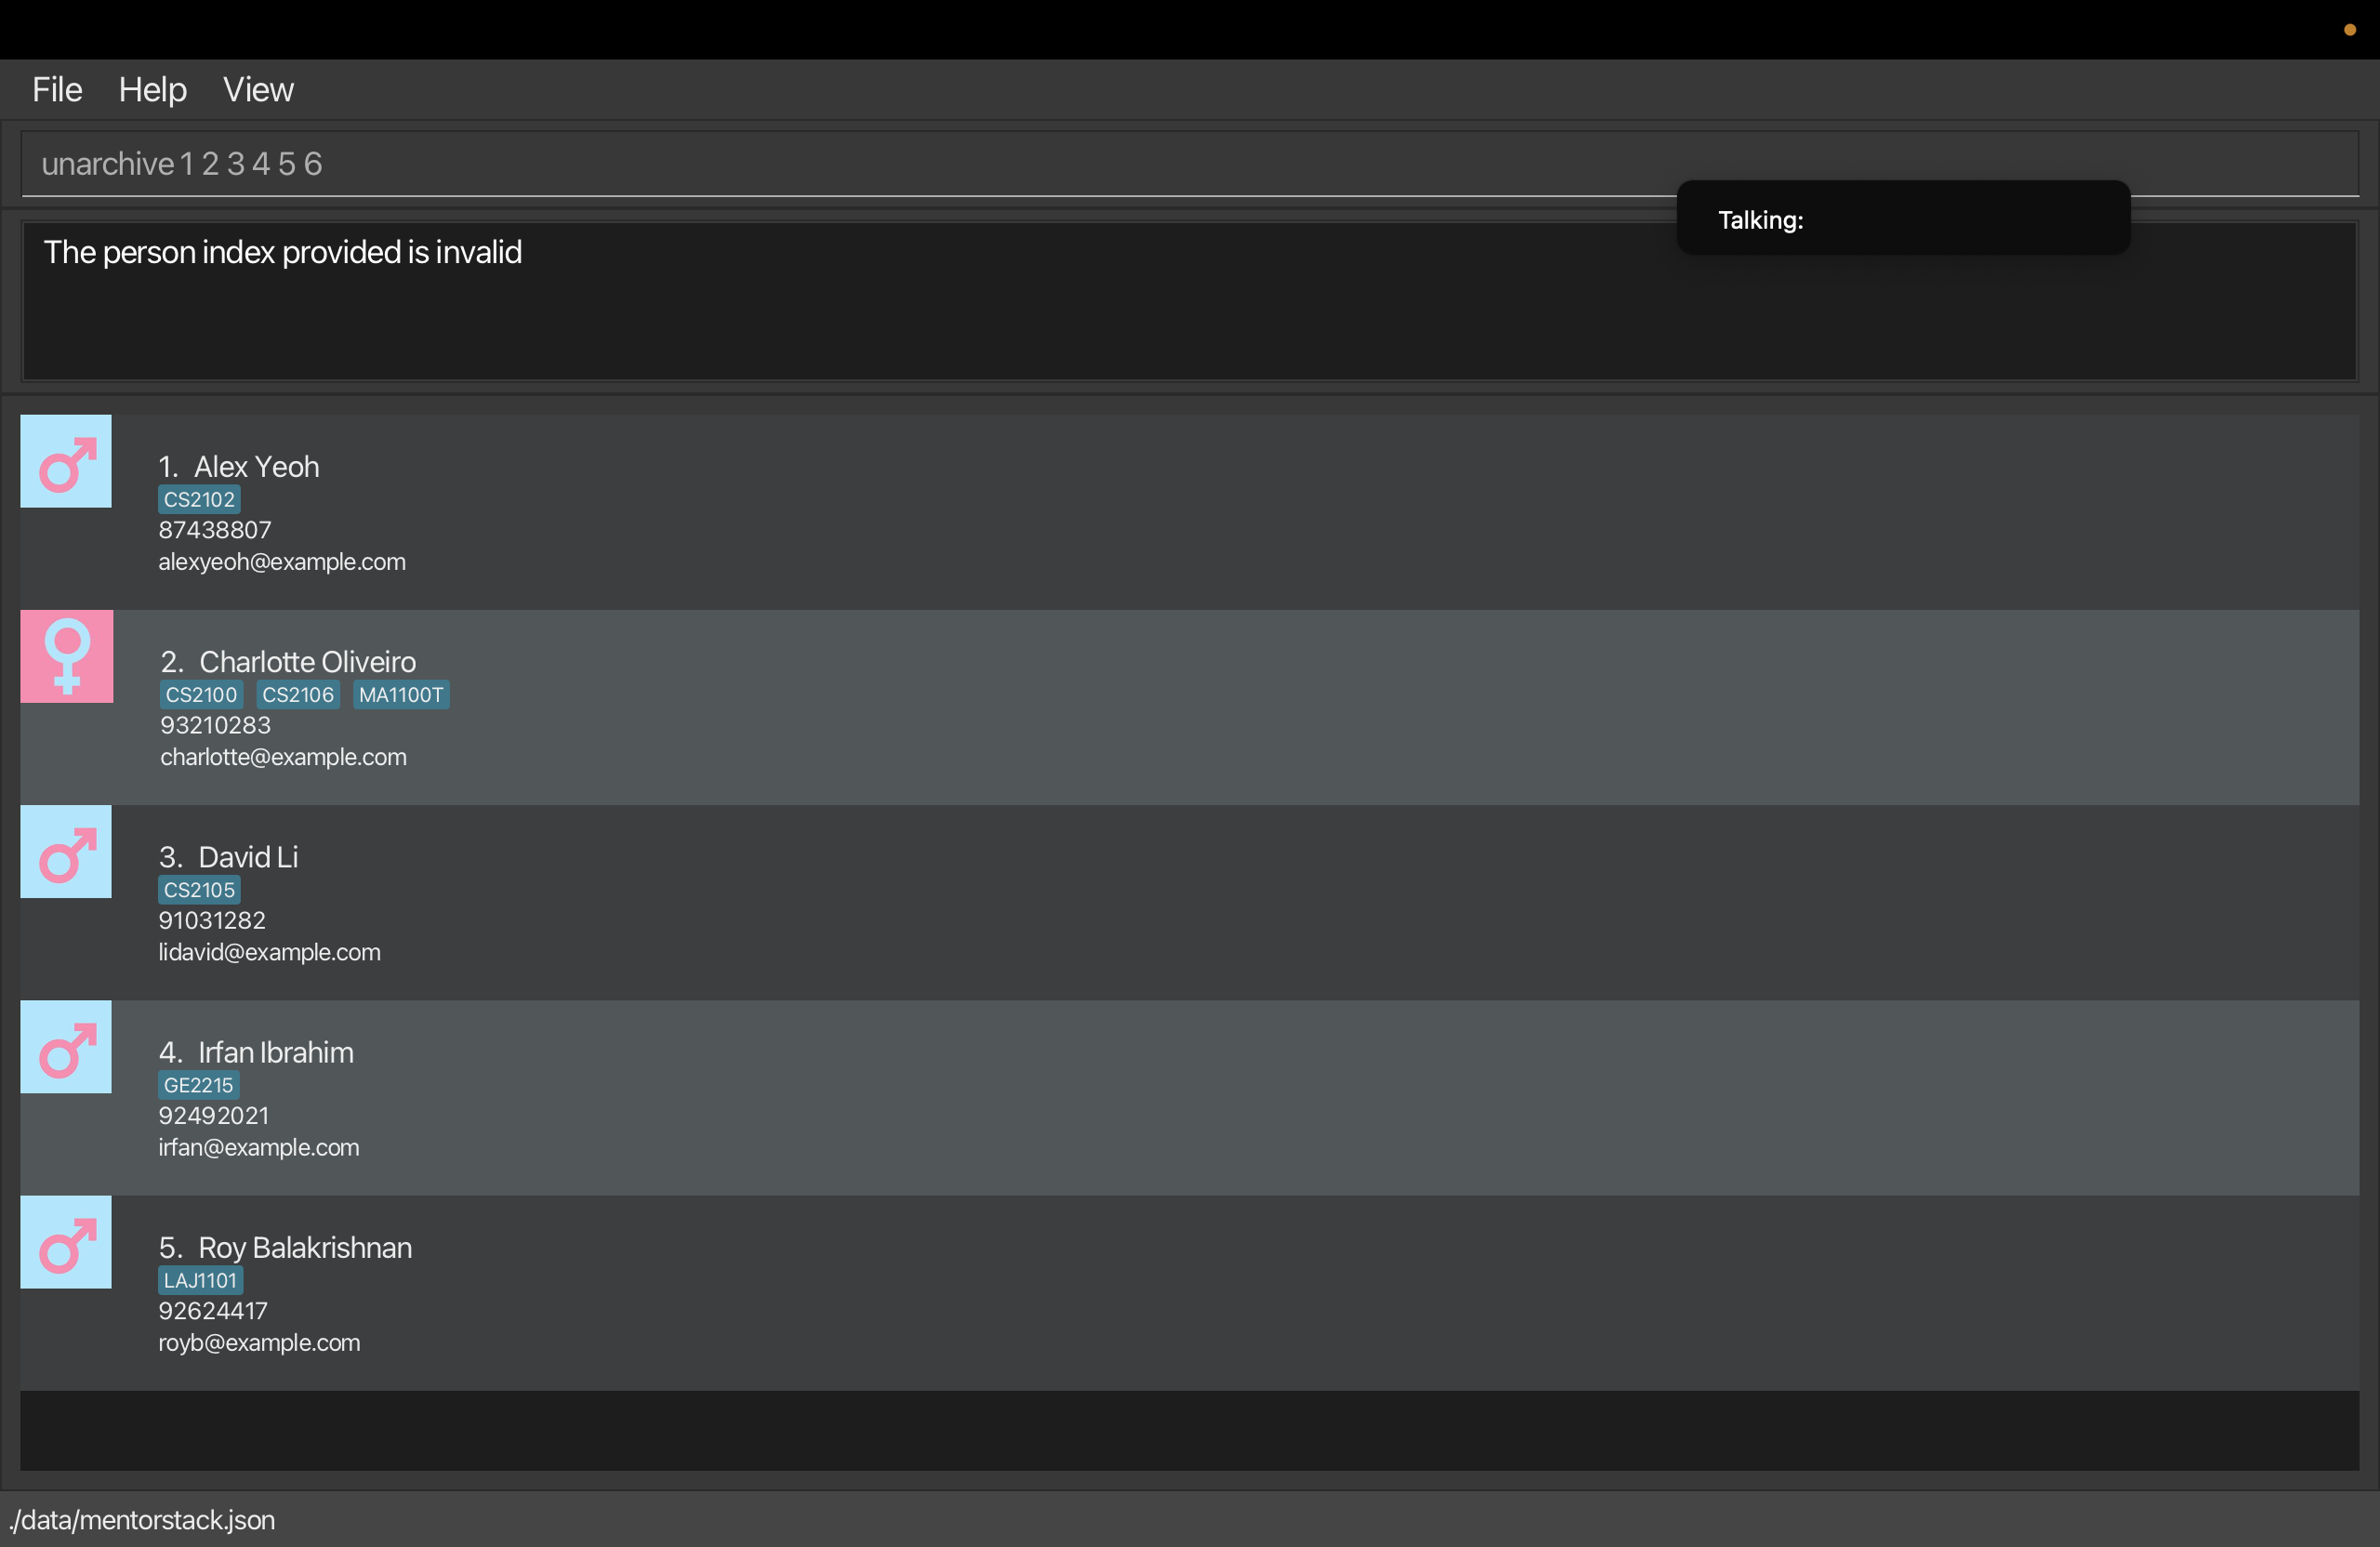 File Help View
unarchive 1 2 3 4 5 6
Talking:
The person index provided is invalid
1. Alex Yeoh
CS2102
87438807
alexyeoh@example.com
2. Charlotte Oliveiro
CS2100 CS2106 MA1100T
93210283
charlotte@example.com
3. David Li
CS2105
91031282
lidavid@example.com
4. Irfan Ibrahim
GE2215
92492021
irfan@example.com
5. Roy Balakrishnan
LAJ1101
92624417
royb@example.com
./data/mentorstack.json